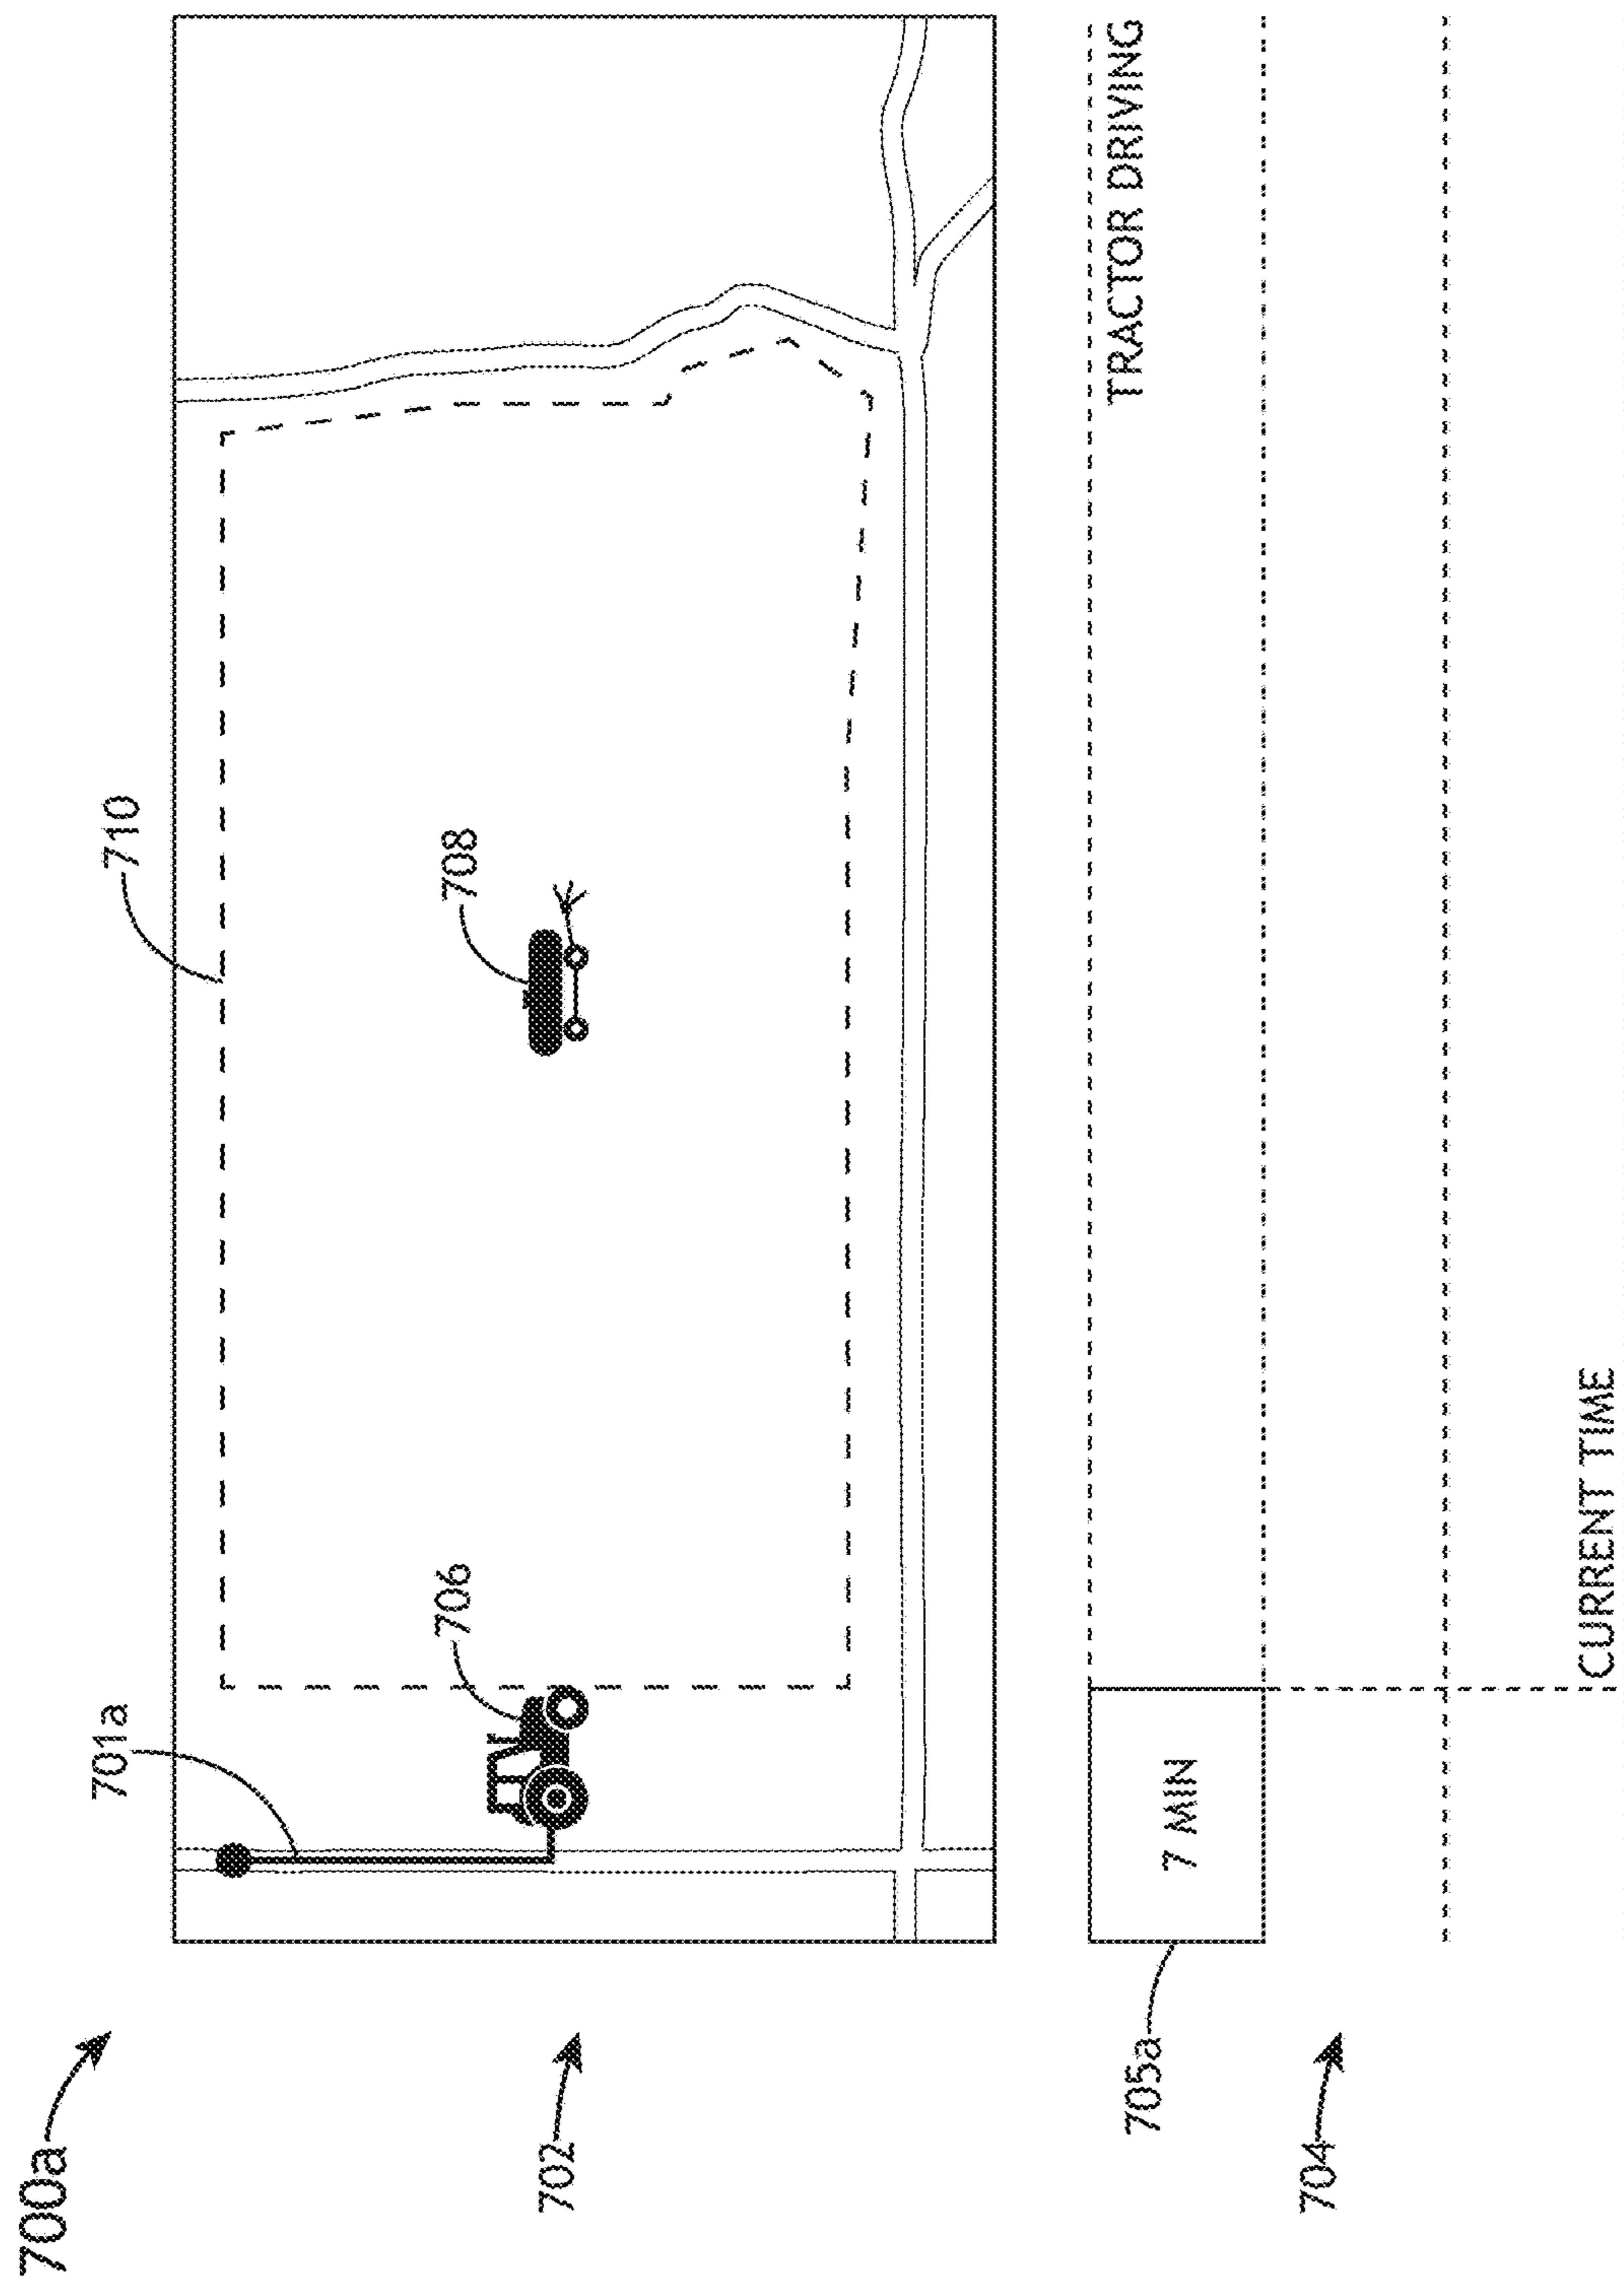 700a
710
701a
708
706
702
705a
7 MIN
TRACTOR DRIVING
704
CURRENT TIME